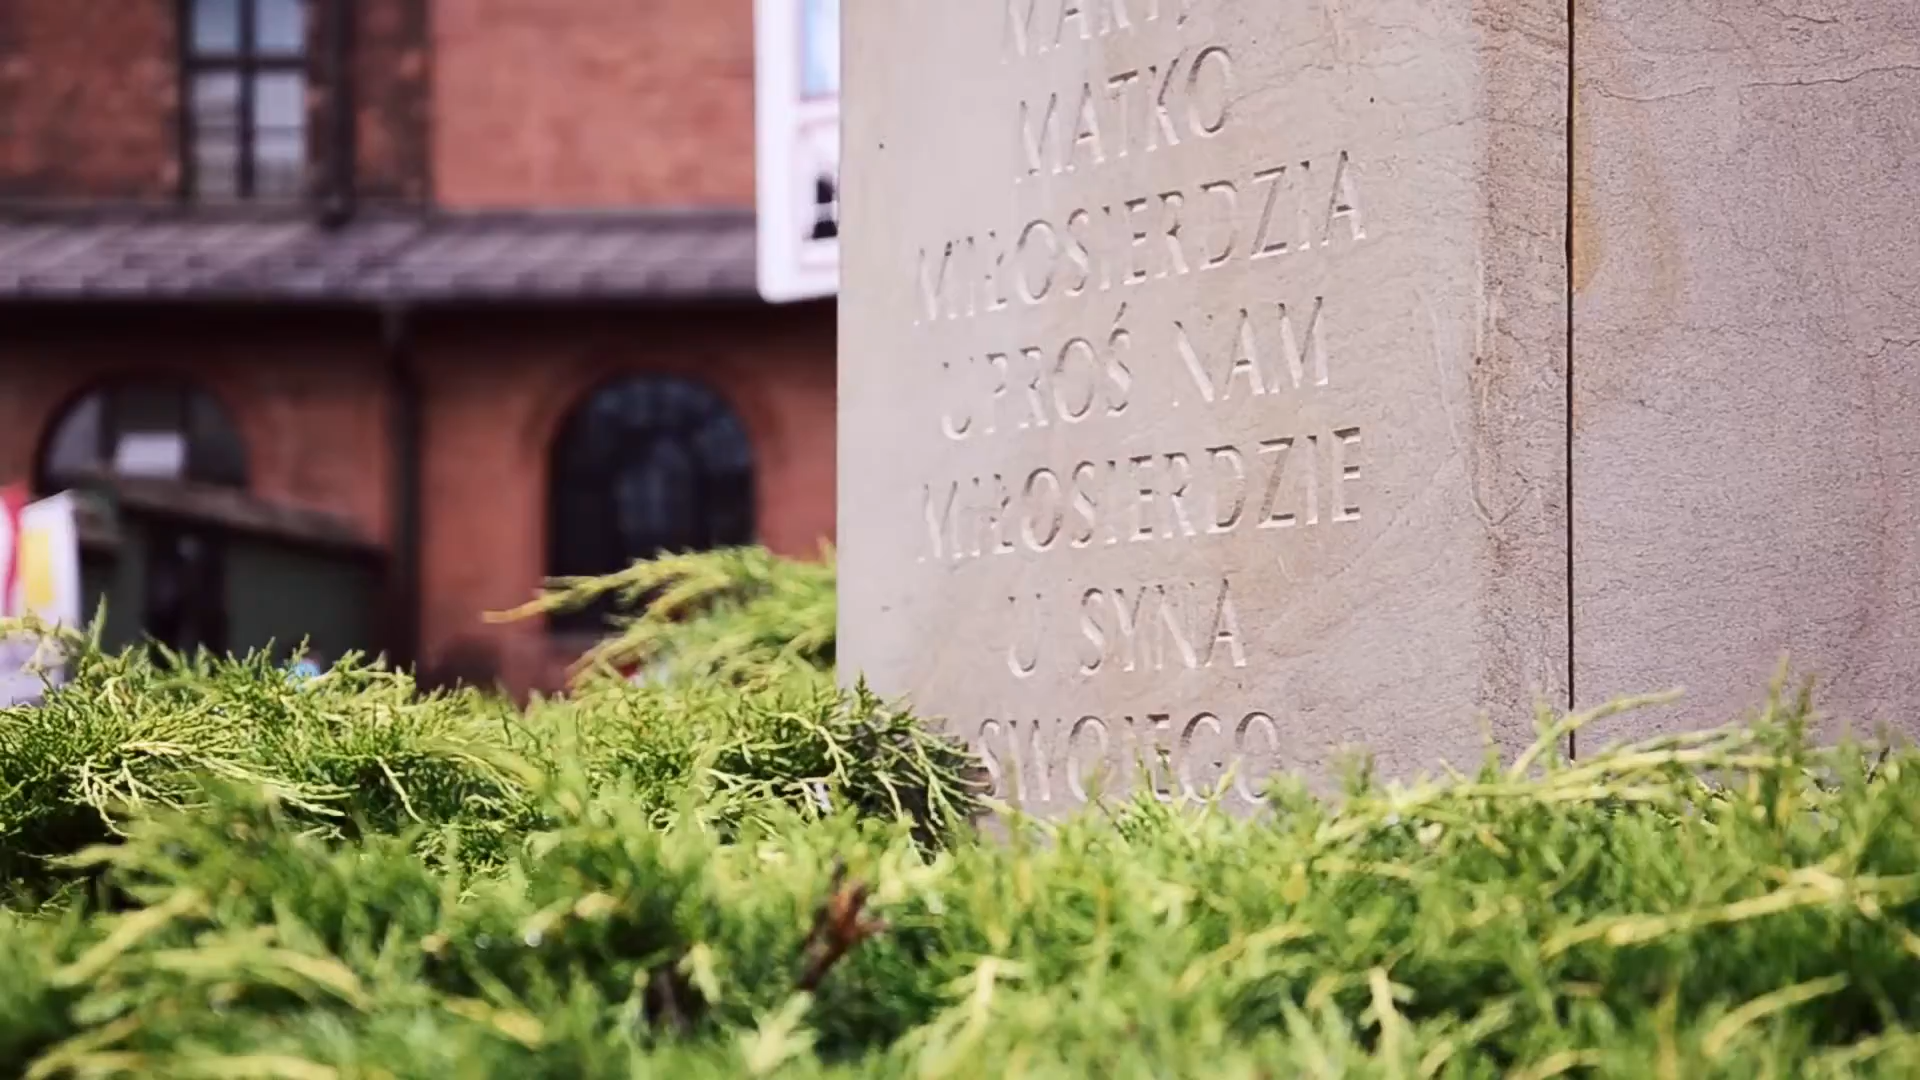 MATKO
MIŁOSIERDZIA
UPROŚ NAM
MIŁOSIERDZIE
U SYNA
SWOJEGO